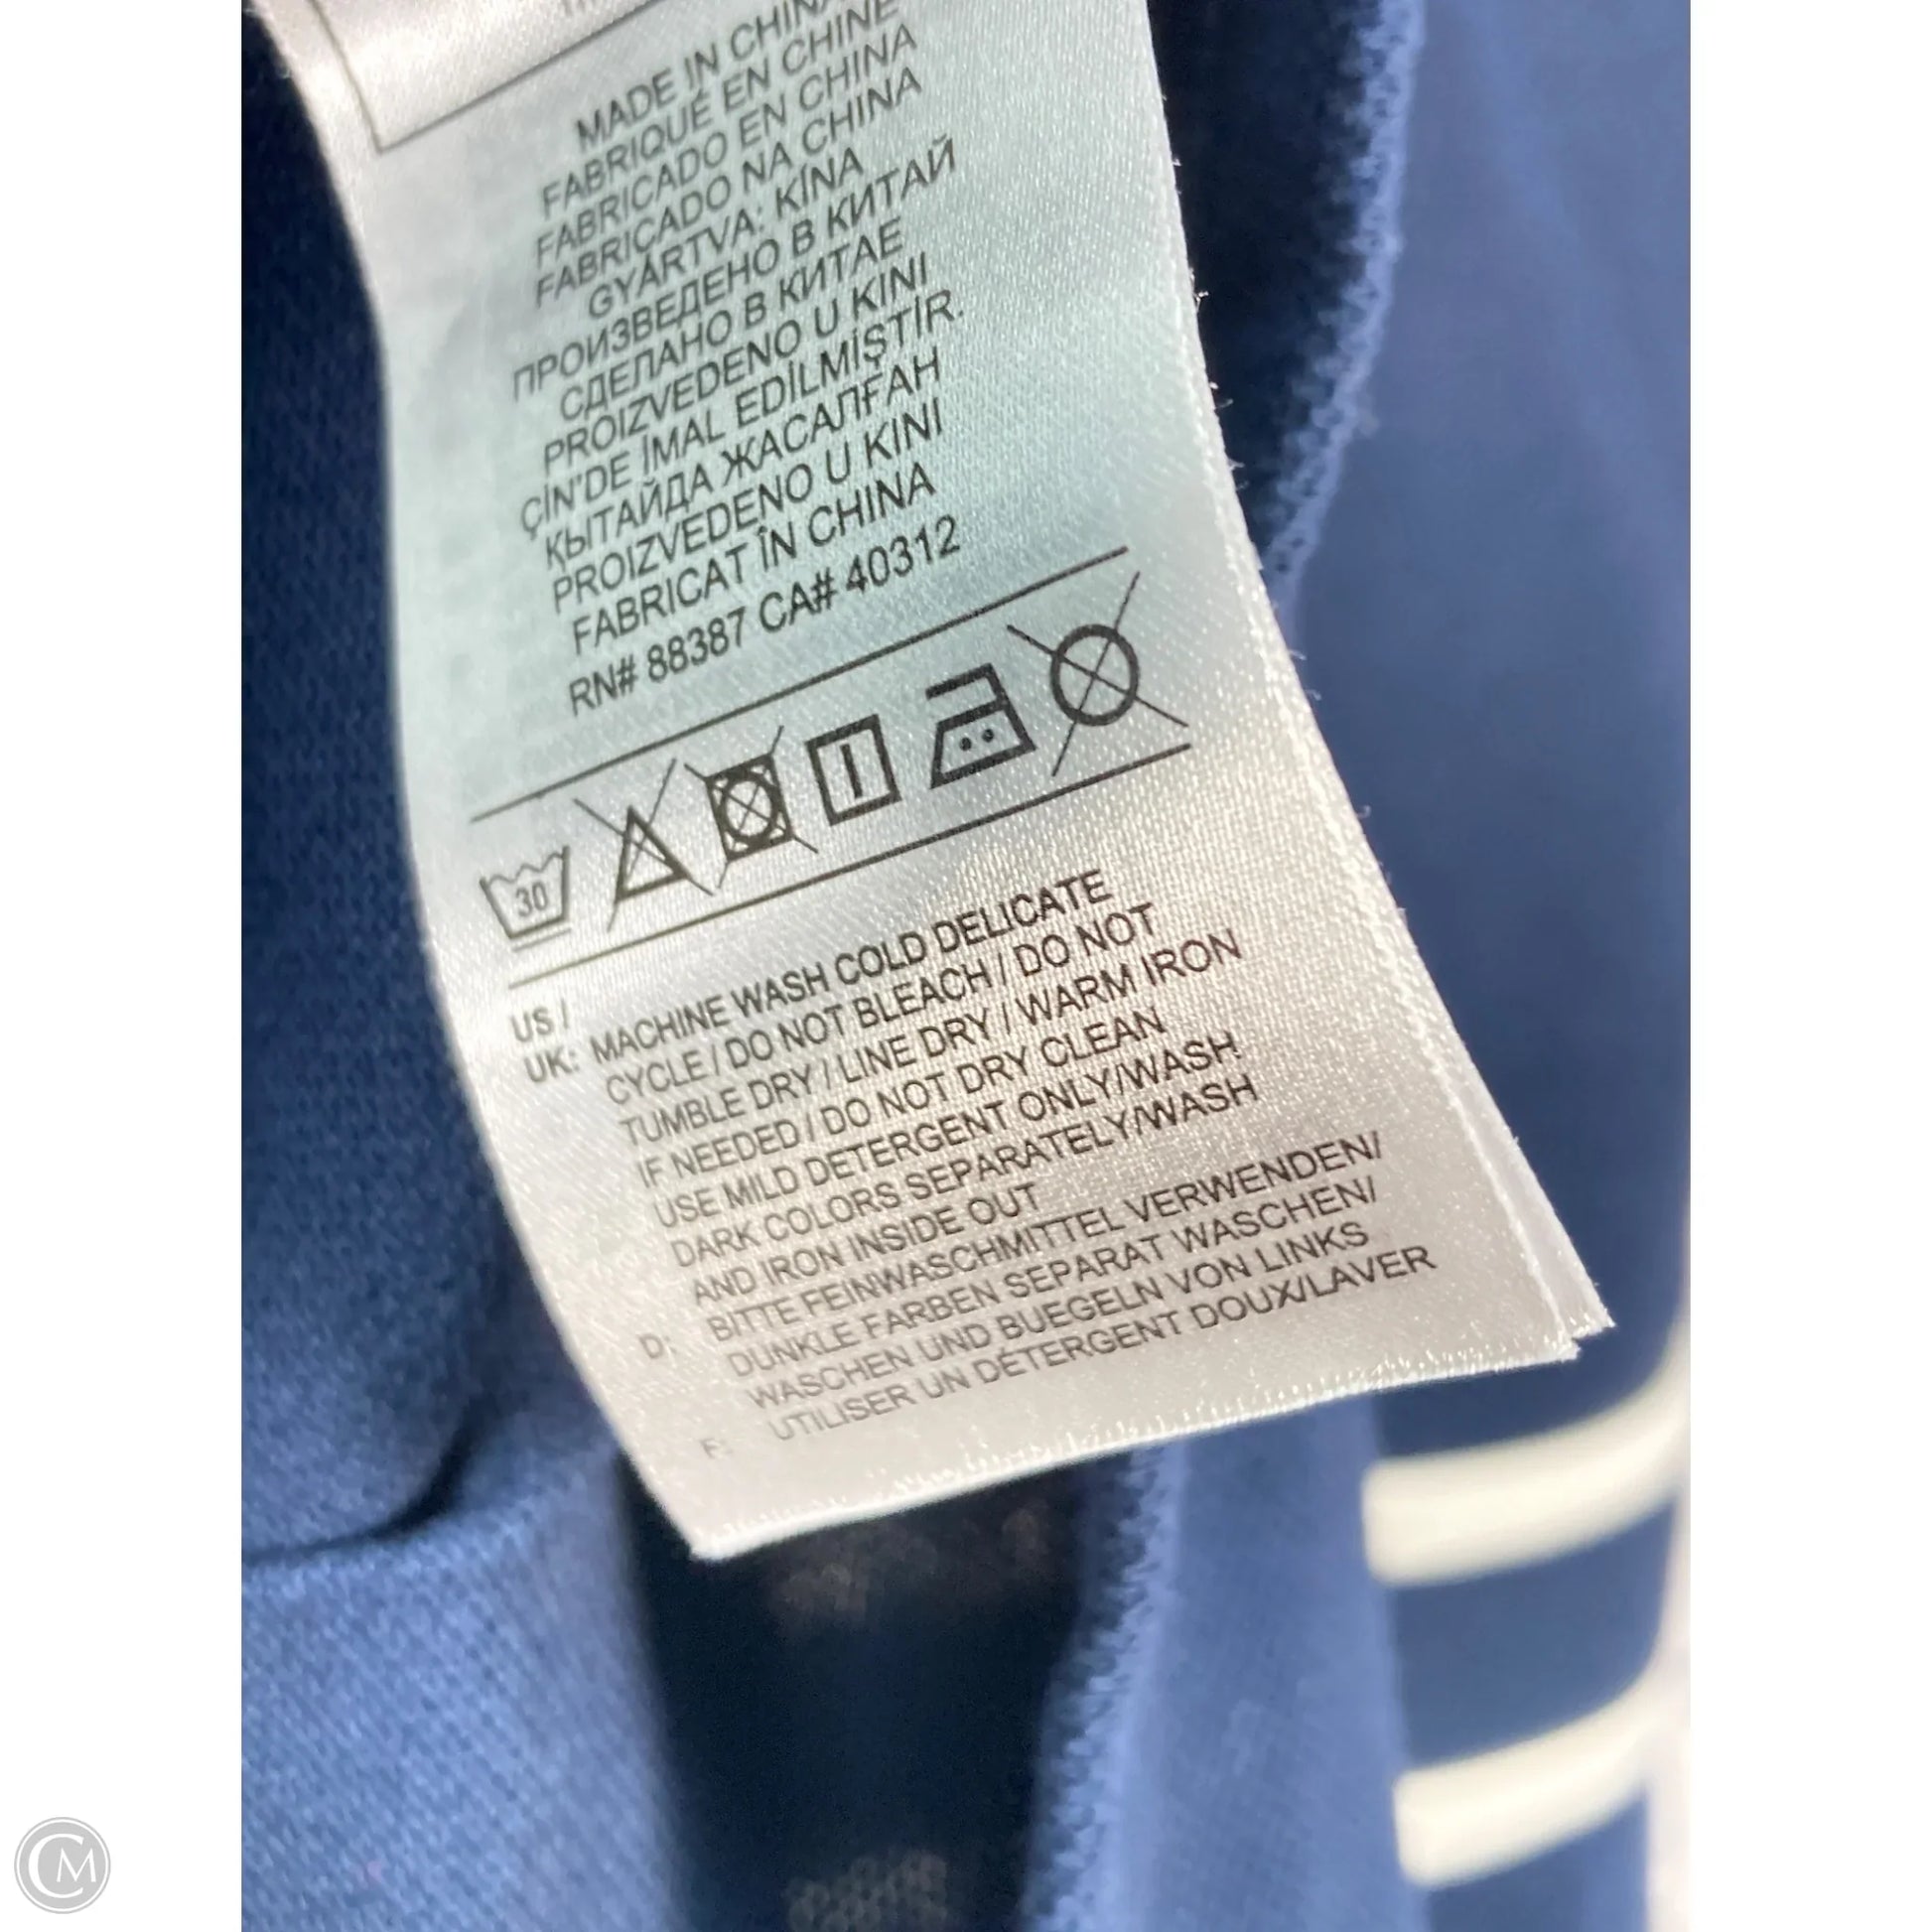 MADE IN CHINA
FABRIQUÉ EN CHINE
FABRICADO EN CHINA
FABRICADO NA CHINA
GYÁRTVA: KÍNA
ПРОИЗВЕДЕНО В КИТАЙ
СДЕЛАНО В КИТАЕ
PROIZVEDENO U KINI
ÇİN'DE İMAL EDİLMİŞTİR.
ҚЫТАЙДА ЖАСАЛҒАН
PROIZVEDENO U KINI
FABRICAT ÎN CHINA
RN# 88387 CA# 40312
30
US /
UK: MACHINE WASH COLD DELICATE
CYCLE / DO NOT BLEACH / DO NOT
TUMBLE DRY / LINE DRY / WARM IRON
IF NEEDED / DO NOT DRY CLEAN
USE MILD DETERGENT ONLY/WASH
DARK COLORS SEPARATELY/WASH
AND IRON INSIDE OUT
D: BITTE FEINWASCHMITTEL VERWENDEN/
DUNKLE FARBEN SEPARAT WASCHEN/
WASCHEN UND BUEGELN VON LINKS
F: UTILISER UN DÉTERGENT DOUX/LAVER
CM